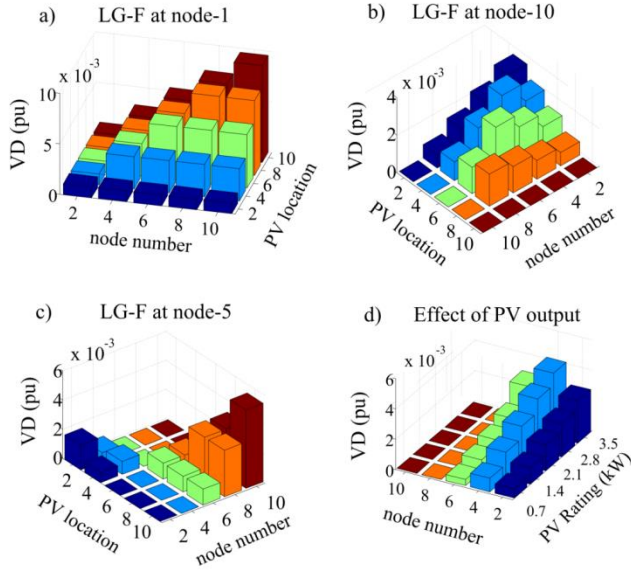 a) LG-F at node-1
x 10⁻³
10
5
0
VD (pu)
2 4 6 8 10
node number
2 4 6 8 10
PV location
b) LG-F at node-10
x 10⁻³
4
2
0
VD (pu)
2 4 6 8 10
PV location
10 8 6 4 2
node number
c) LG-F at node-5
x 10⁻³
6
4
2
0
VD (pu)
2 4 6 8 10
PV location
2 4 6 8 10
node number
d) Effect of PV output
x 10⁻³
6
4
2
0
VD (pu)
10 8 6 4 2
node number
0.7 1.4 2.1 2.8 3.5
PV Rating (kW)